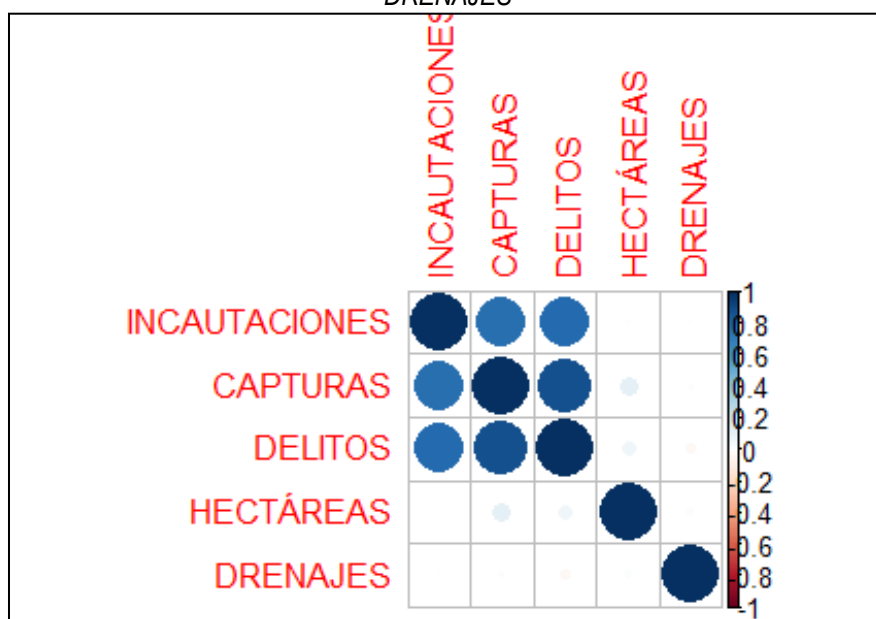 DRENAJES
INCAUTACIONES
CAPTURAS
DELITOS
HECTÁREAS
DRENAJES
INCAUTACIONES
CAPTURAS
DELITOS
HECTÁREAS
DRENAJES
1
0.8
0.6
0.4
0.2
0
-0.2
-0.4
-0.6
-0.8
-1